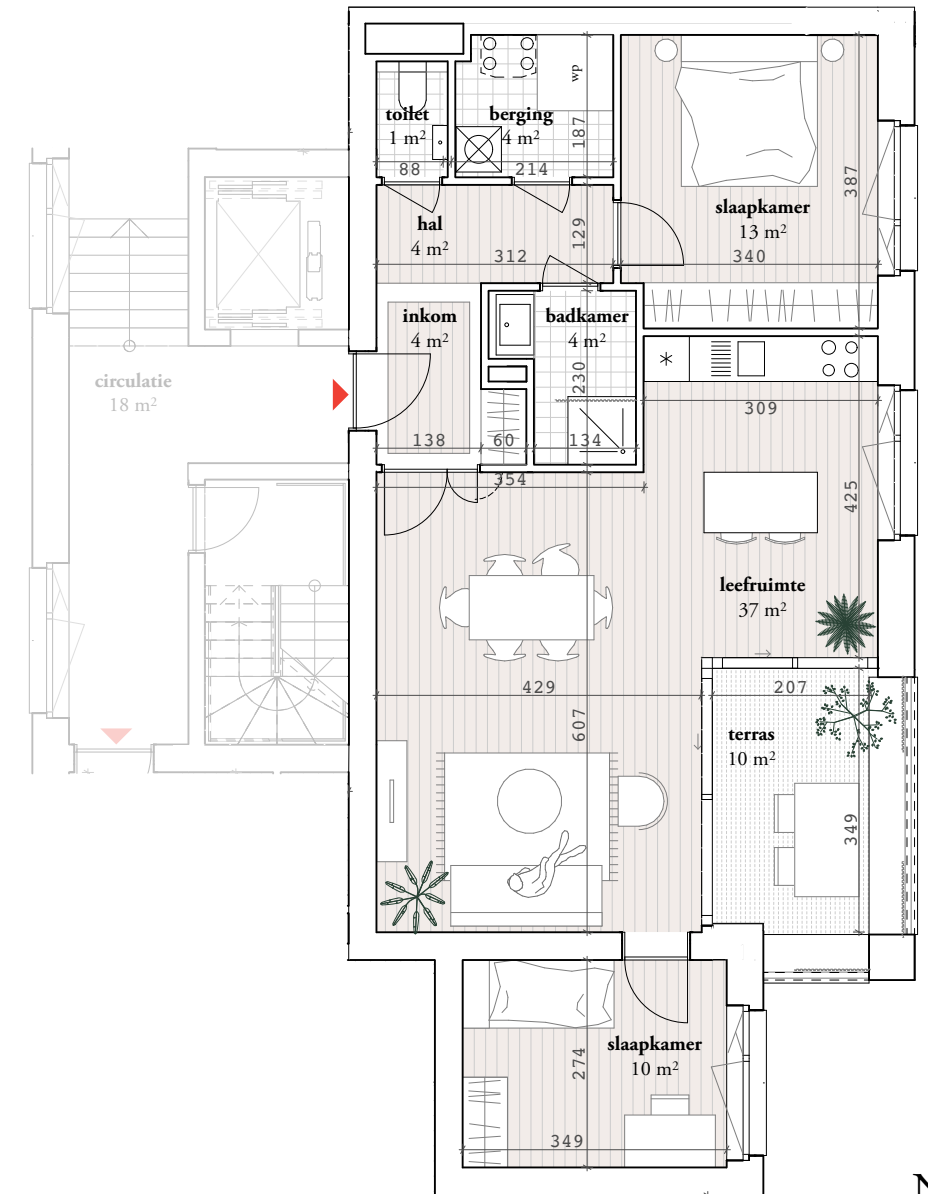 wp
toilet
1 m²
berging
4 m²
187
88
214
slaapkamer
13 m²
387
hal
4 m²
129
312
340
inkom
4 m²
badkamer
4 m²
circulatie
18 m²
230
309
138
60
134
354
425
leefruimte
37 m²
429
207
607
terras
10 m²
349
slaapkamer
10 m²
274
349
N